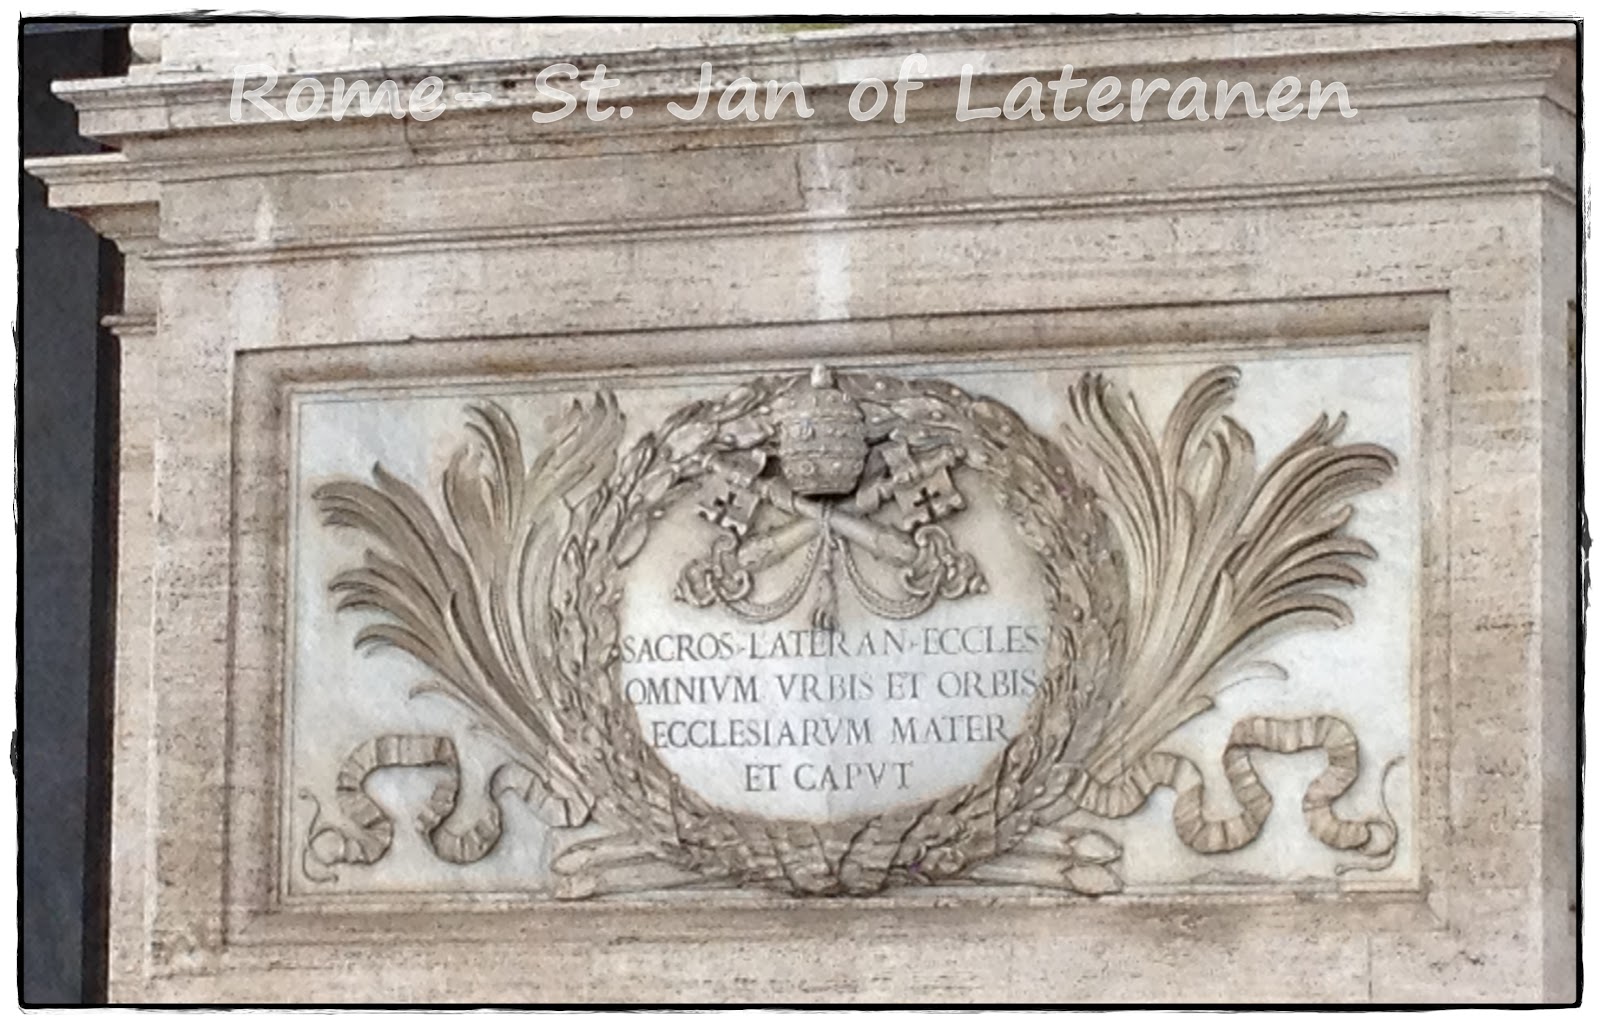 Rome- St. Jan of Lateranen
SACROS·LATERAN·ECCLES
OMNIVM VRBIS ET ORBIS
ECCLESIARVM MATER
ET CAPVT